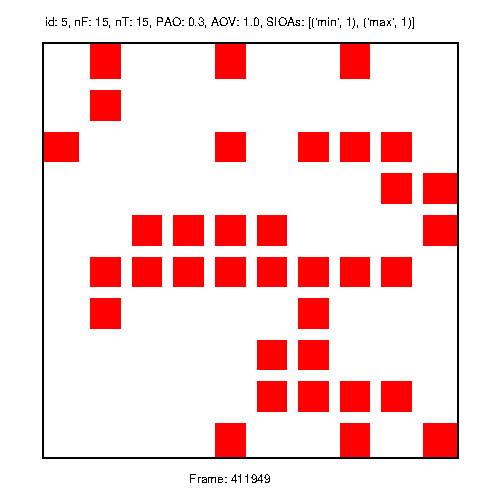 id: 5, nF: 15, nT: 15, PAO: 0.3, AOV: 1.0, SIOAs: [('min', 1), ('max', 1)]
Frame: 411949